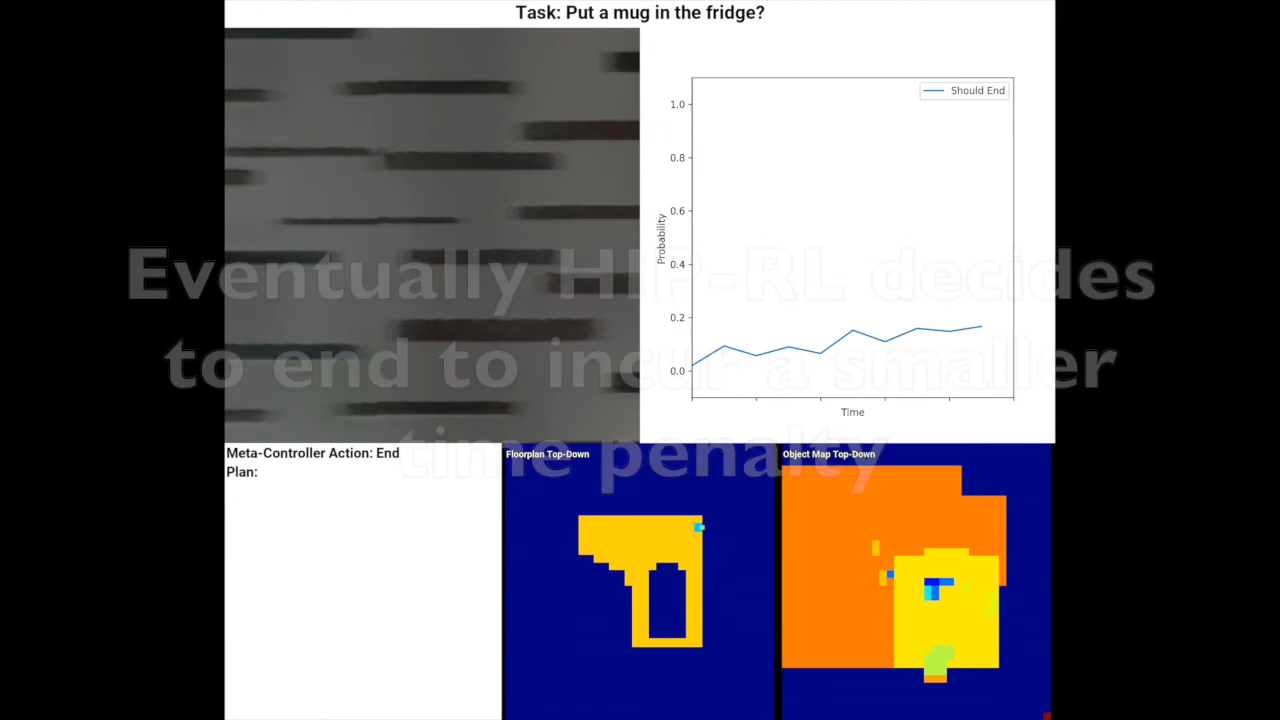 Task: Put a mug in the fridge?
Should End
1.0
0.8
0.6
0.4
0.2
0.0
Probability
Time
Eventually HIP-RL decides
to end to incur a smaller
time penalty
Meta-Controller Action: End
Plan:
Floorplan Top-Down
Object Map Top-Down